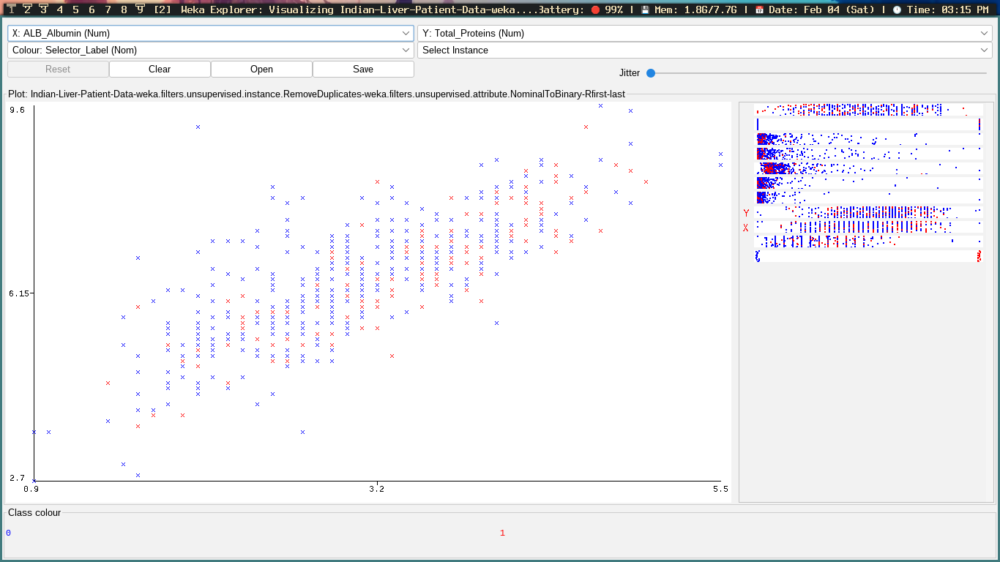 1 2 3 4 5 6 7 8 9 [2] Weka Explorer: Visualizing Indian-Liver-Patient-Data-weka....Battery: 99% | Mem: 1.8G/7.7G | Date: Feb 04 (Sat) | Time: 03:15 PM
X: ALB_Albumin (Num) Y: Total_Proteins (Num)
Colour: Selector_Label (Nom) Select Instance
Reset Clear Open Save Jitter
Plot: Indian-Liver-Patient-Data-weka.filters.unsupervised.instance.RemoveDuplicates-weka.filters.unsupervised.attribute.NominalToBinary-Rfirst-last
9.6
Y
X
6.15
2.7
0.9 3.2 5.5
Class colour
0 1